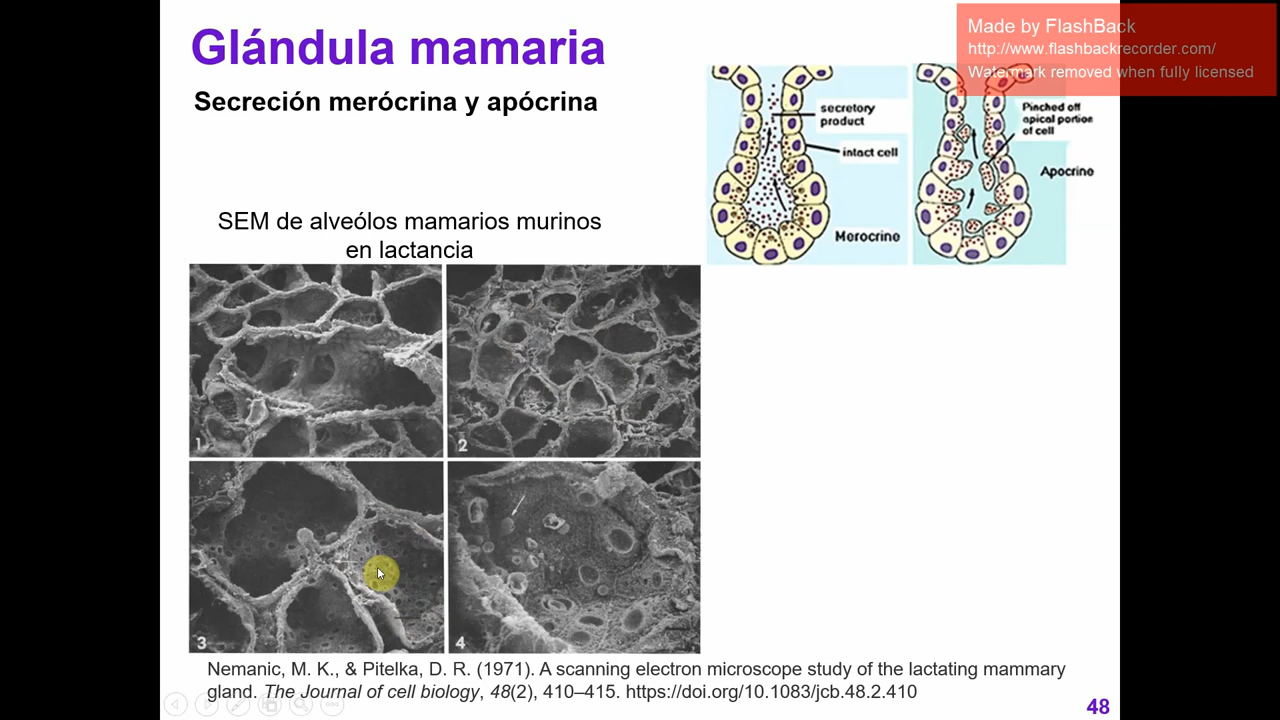 Glándula mamaria
Secreción merócrina y apócrina
Made by FlashBack
http://www.flashbackrecorder.com/
Watermark removed when fully licensed
secretory
product
intact cell
Merocrine
Pinched off
apical portion
of cell
Apocrine
SEM de alveólos mamarios murinos
en lactancia
1
2
3
4
Nemanic, M. K., & Pitelka, D. R. (1971). A scanning electron microscope study of the lactating mammary
gland. The Journal of cell biology, 48(2), 410–415. https://doi.org/10.1083/jcb.48.2.410
48